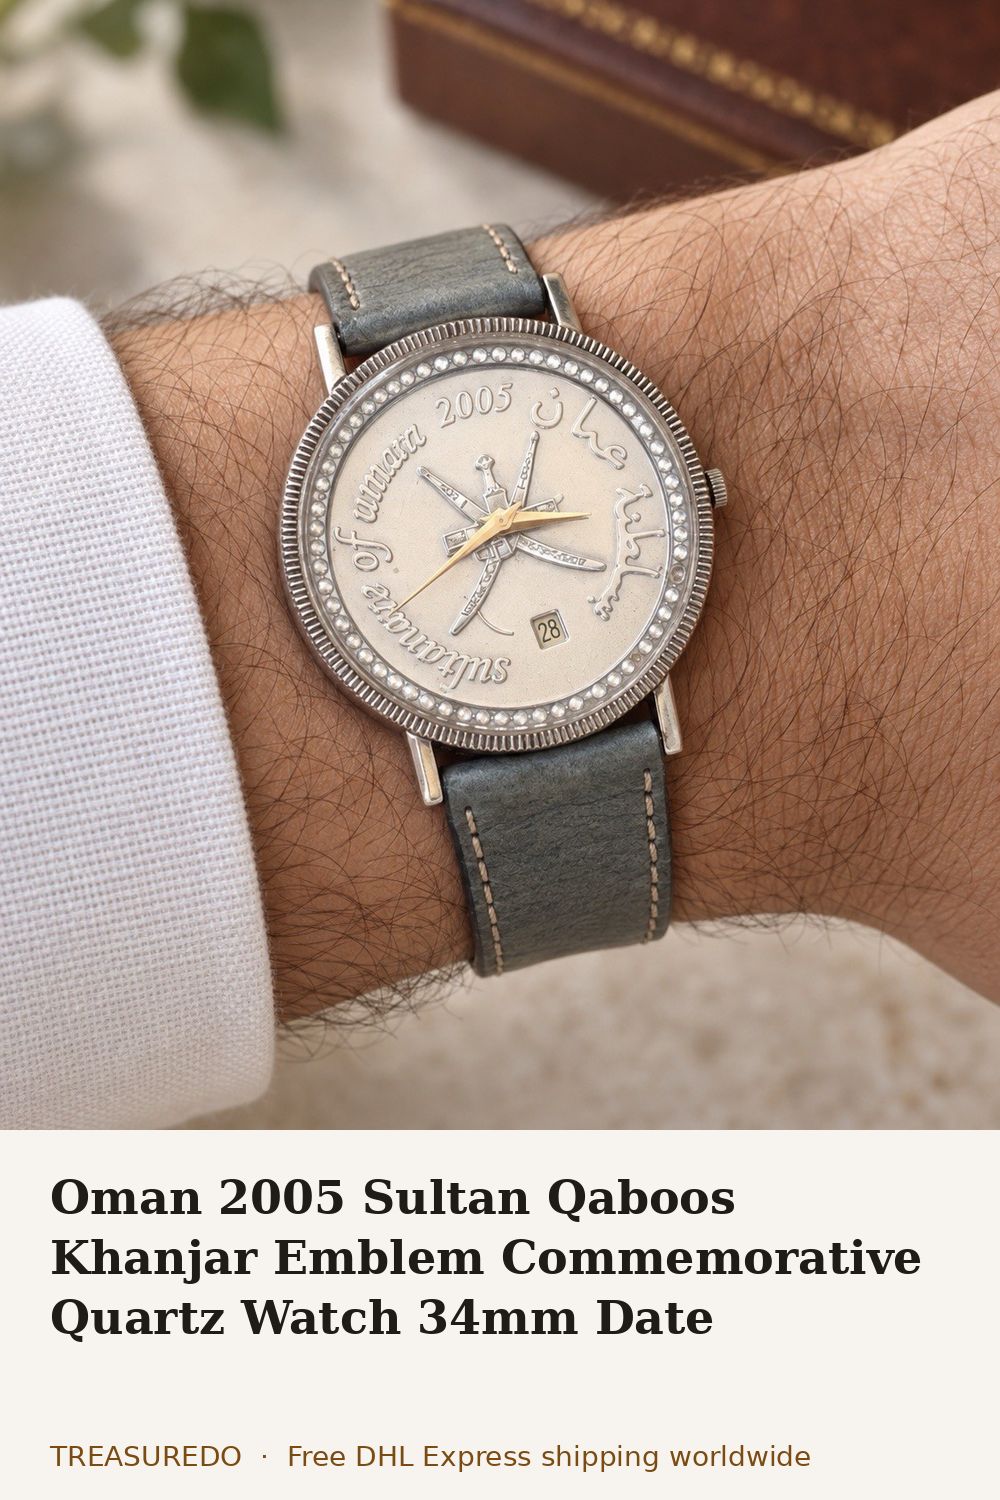 2005
عمان
سلطنة
sultanate of uman
28
Oman 2005 Sultan Qaboos
Khanjar Emblem Commemorative
Quartz Watch 34mm Date
TREASUREDO · Free DHL Express shipping worldwide